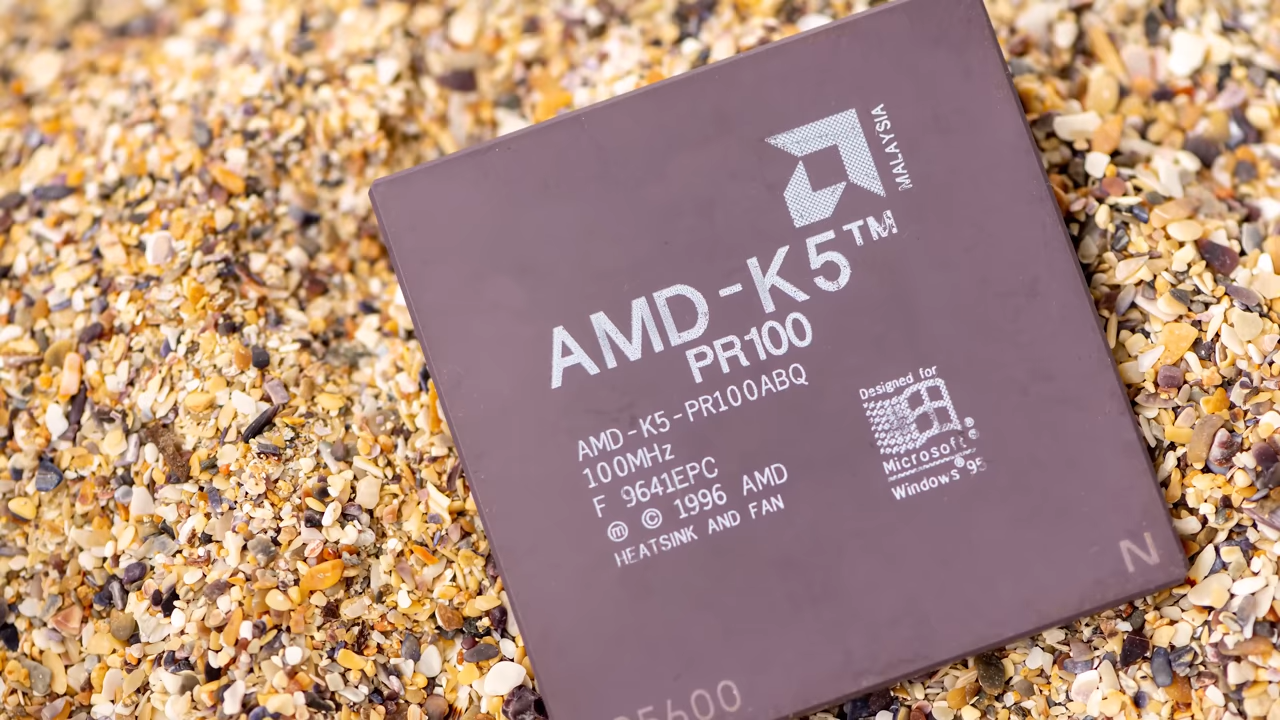 MALAYSIA
AMD-K5™
PR100
AMD-K5-PR100ABQ
100MHz
F 9641EPC
ⓜ © 1996 AMD
HEATSINK AND FAN
Designed for
Microsoft®
Windows®95
N
5600